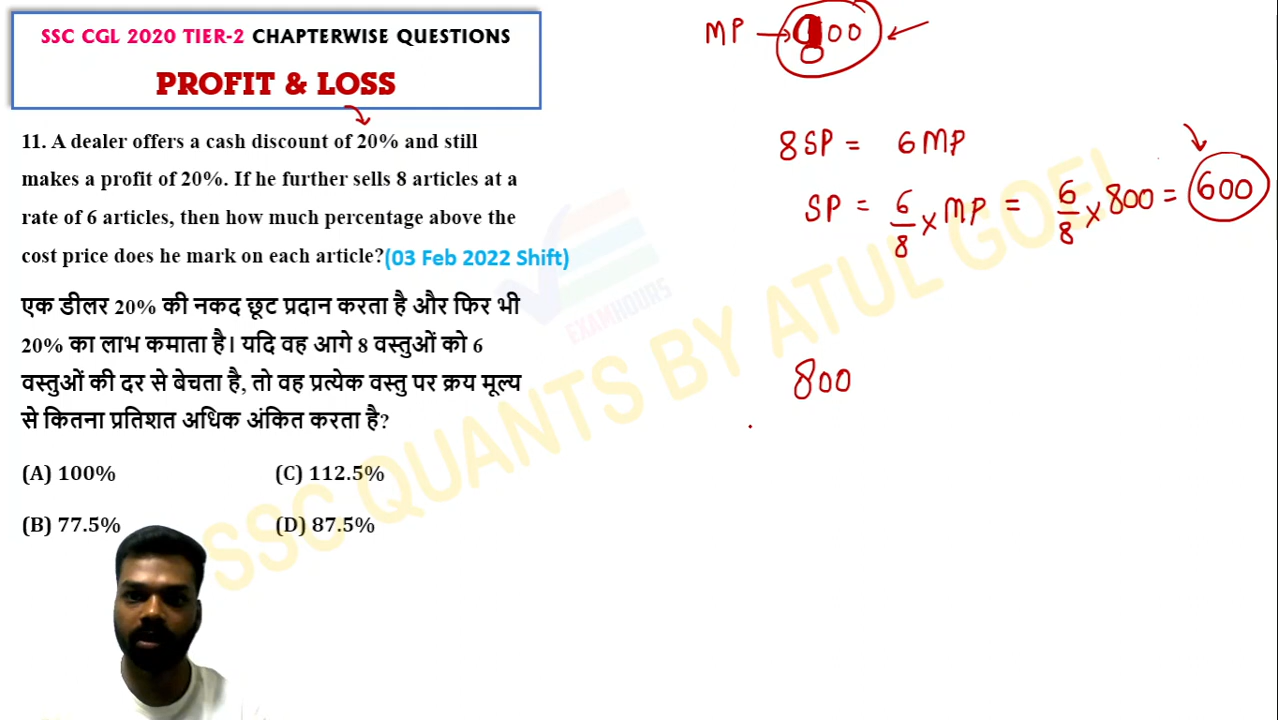 SSC CGL 2020 TIER-2 CHAPTERWISE QUESTIONS
PROFIT & LOSS
11. A dealer offers a cash discount of 20% and still
makes a profit of 20%. If he further sells 8 articles at a
rate of 6 articles, then how much percentage above the
cost price does he mark on each article?(03 Feb 2022 Shift)
एक डीलर 20% की नकद छूट प्रदान करता है और फिर भी
20% का लाभ कमाता है। यदि वह आगे 8 वस्तुओं को 6
वस्तुओं की दर से बेचता है, तो वह प्रत्येक वस्तु पर क्रय मूल्य
से कितना प्रतिशत अधिक अंकित करता है?
(A) 100% (C) 112.5%
(B) 77.5% (D) 87.5%
MP → 800
8SP = 6MP
SP = 6/8 × MP = 6/8 × 800 = 600
800
EXAMHOURS
SSC QUANTS BY ATUL GOEL